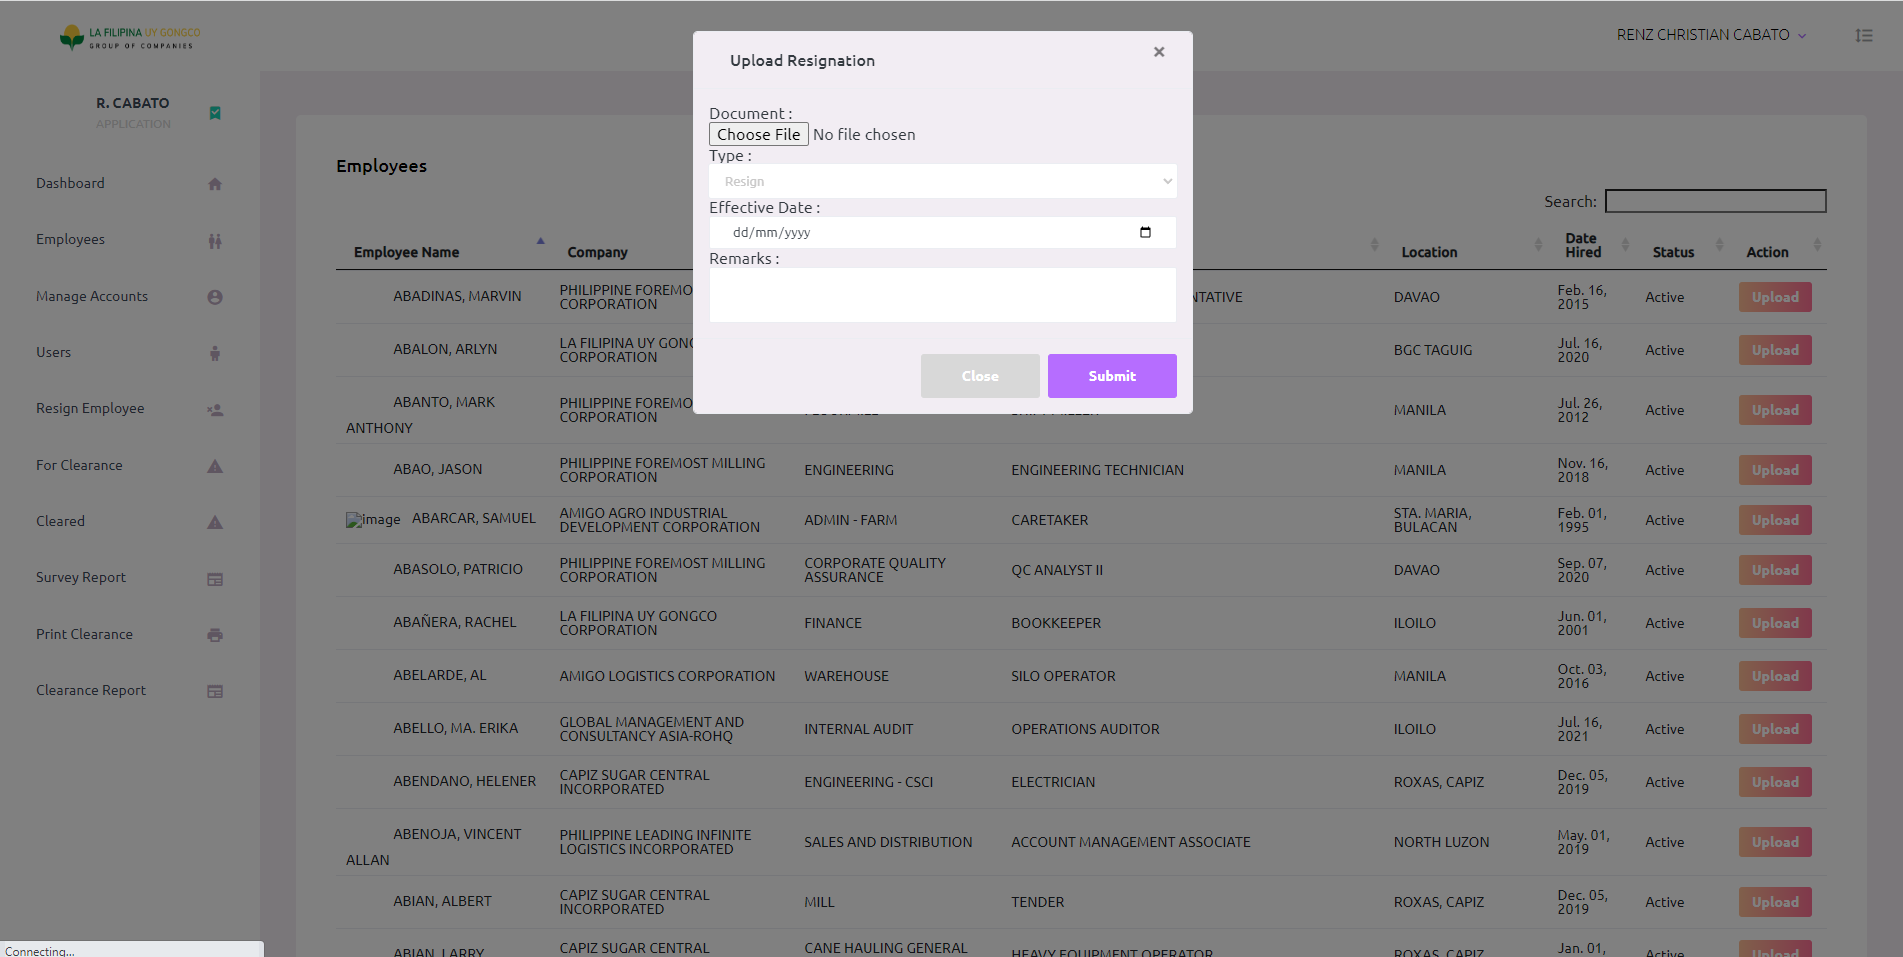 LA FILIPINA UY GONGCO
GROUP OF COMPANIES
RENZ CHRISTIAN CABATO
R. CABATO
APPLICATION
Dashboard
Employees
Manage Accounts
Users
Resign Employee
For Clearance
Cleared
Survey Report
Print Clearance
Clearance Report
Upload Resignation
×
Document :
Choose File No file chosen
Type :
Resign
Effective Date :
dd/mm/yyyy
Remarks :
Close Submit
Employees
Search:
Employee Name Company Location Date Hired Status Action
ABADINAS, MARVIN PHILIPPINE FOREMO DAVAO Feb. 16, Active Upload
CORPORATION 2015
ABALON, ARLYN LA FILIPINA UY GONG BGC TAGUIG Jul. 16, Active Upload
CORPORATION 2020
ABANTO, MARK PHILIPPINE FOREMO MANILA Jul. 26, Active Upload
ANTHONY CORPORATION 2012
ABAO, JASON PHILIPPINE FOREMOST MILLING ENGINEERING ENGINEERING TECHNICIAN MANILA Nov. 16, Active Upload
CORPORATION 2018
image ABARCAR, SAMUEL AMIGO AGRO INDUSTRIAL ADMIN - FARM CARETAKER STA. MARIA, Feb. 01, Active Upload
DEVELOPMENT CORPORATION BULACAN 1995
ABASOLO, PATRICIO PHILIPPINE FOREMOST MILLING CORPORATE QUALITY QC ANALYST II DAVAO Sep. 07, Active Upload
CORPORATION ASSURANCE 2020
ABAÑERA, RACHEL LA FILIPINA UY GONGCO FINANCE BOOKKEEPER ILOILO Jun. 01, Active Upload
CORPORATION 2001
ABELARDE, AL AMIGO LOGISTICS CORPORATION WAREHOUSE SILO OPERATOR MANILA Oct. 03, Active Upload
2016
ABELLO, MA. ERIKA GLOBAL MANAGEMENT AND INTERNAL AUDIT OPERATIONS AUDITOR ILOILO Jul. 16, Active Upload
CONSULTANCY ASIA-ROHQ 2021
ABENDANO, HELENER CAPIZ SUGAR CENTRAL ENGINEERING - CSCI ELECTRICIAN ROXAS, CAPIZ Dec. 05, Active Upload
INCORPORATED 2019
ABENOJA, VINCENT PHILIPPINE LEADING INFINITE SALES AND DISTRIBUTION ACCOUNT MANAGEMENT ASSOCIATE NORTH LUZON May. 01, Active Upload
ALLAN LOGISTICS INCORPORATED 2019
ABIAN, ALBERT CAPIZ SUGAR CENTRAL MILL TENDER ROXAS, CAPIZ Dec. 05, Active Upload
INCORPORATED 2019
ABIAN, LARRY CAPIZ SUGAR CENTRAL CANE HAULING GENERAL HEAVY EQUIPMENT OPERATOR ROXAS, CAPIZ Jan. 01, Active Upload
Connecting...